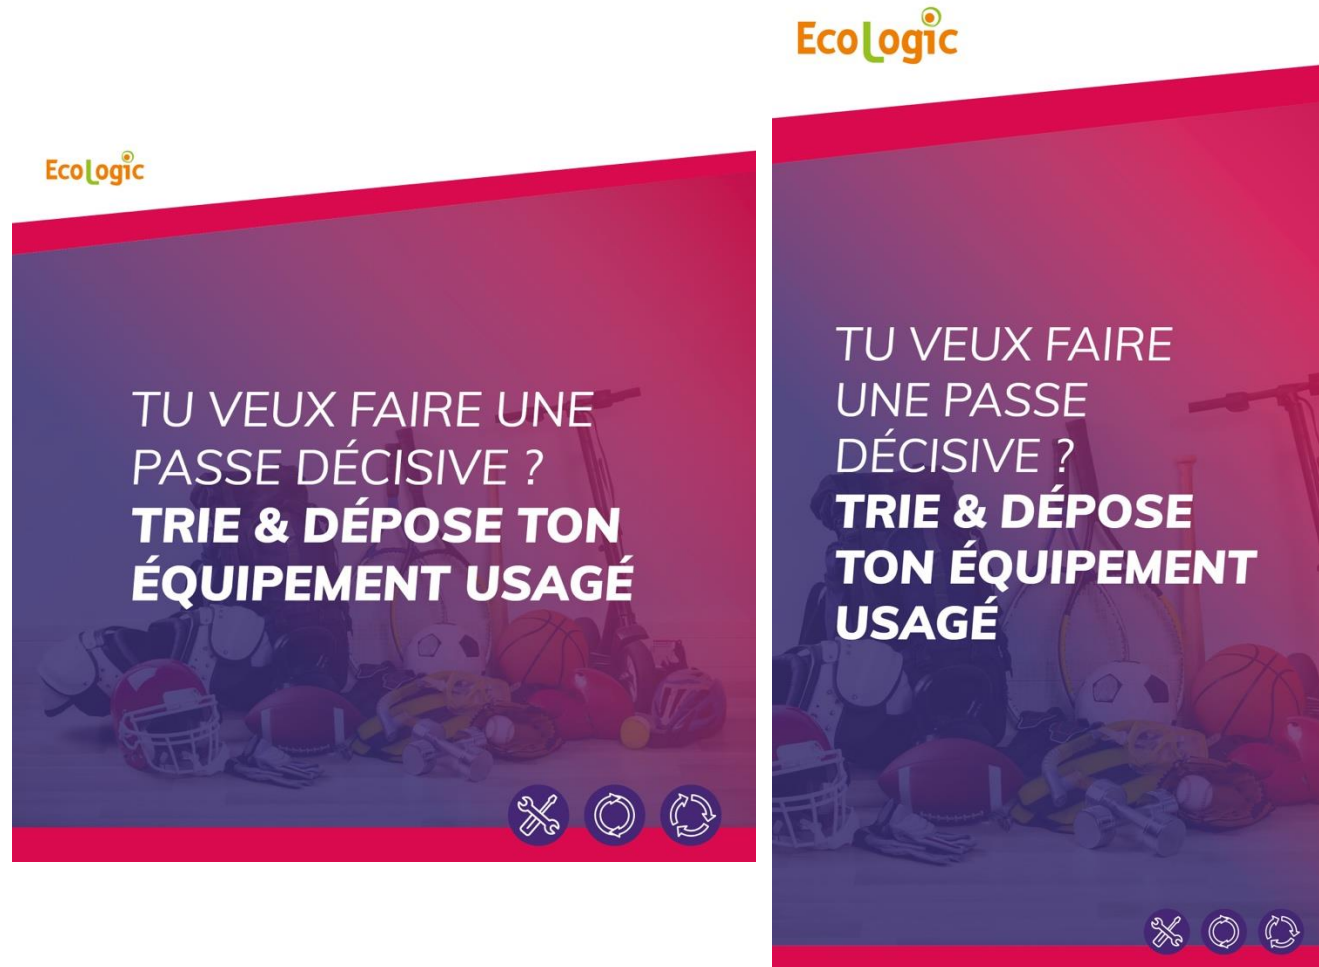 EcoLogic
TU VEUX FAIRE UNE
PASSE DÉCISIVE ?
TRIE & DÉPOSE TON
ÉQUIPEMENT USAGÉ
EcoLogic
TU VEUX FAIRE
UNE PASSE
DÉCISIVE ?
TRIE & DÉPOSE
TON ÉQUIPEMENT
USAGÉ